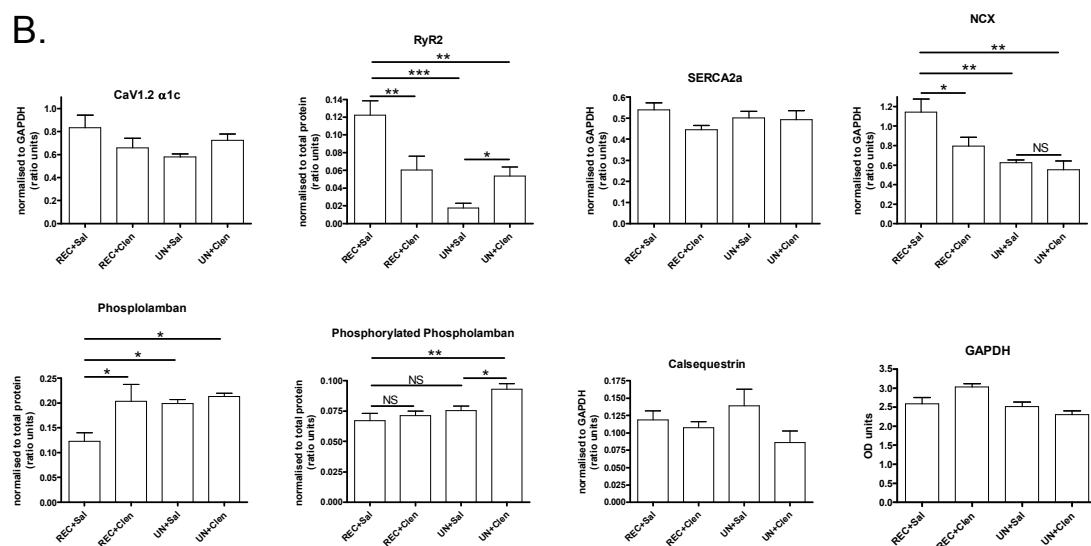 B.
CaV1.2 α1c
normalised to GAPDH
(ratio units)
1.0
0.8
0.6
0.4
0.2
0.0
REC+Sal
REC+Clen
UN+Sal
UN+Clen
RyR2
**
***
**
*
normalised to total protein
(ratio units)
0.14
0.12
0.10
0.08
0.06
0.04
0.02
0.00
REC+Sal
REC+Clen
UN+Sal
UN+Clen
SERCA2a
normalised to GAPDH
(ratio units)
0.6
0.5
0.4
0.3
0.2
0.1
0.0
REC+Sal
REC+Clen
UN+Sal
UN+Clen
NCX
**
**
*
NS
normalised to GAPDH
(ratio units)
1.2
1.0
0.8
0.6
0.4
0.2
0.0
REC+Sal
REC+Clen
UN+Sal
UN+Clen
Phosplolamban
*
*
*
normalised to total protein
(ratio units)
0.25
0.20
0.15
0.10
0.05
0.00
REC+Sal
REC+Clen
UN+Sal
UN+Clen
Phosphorylated Phospholamban
**
NS
*
NS
normalised to total protein
(ratio units)
0.100
0.075
0.050
0.025
0.000
REC+Sal
REC+Clen
UN+Sal
UN+Clen
Calsequestrin
normalised to GAPDH
(ratio units)
0.175
0.150
0.125
0.100
0.075
0.050
0.025
0.000
REC+Sal
REC+Clen
UN+Sal
UN+Clen
GAPDH
OD units
3.5
3.0
2.5
2.0
1.5
1.0
0.5
0.0
REC+Sal
REC+Clen
UN+Sal
UN+Clen